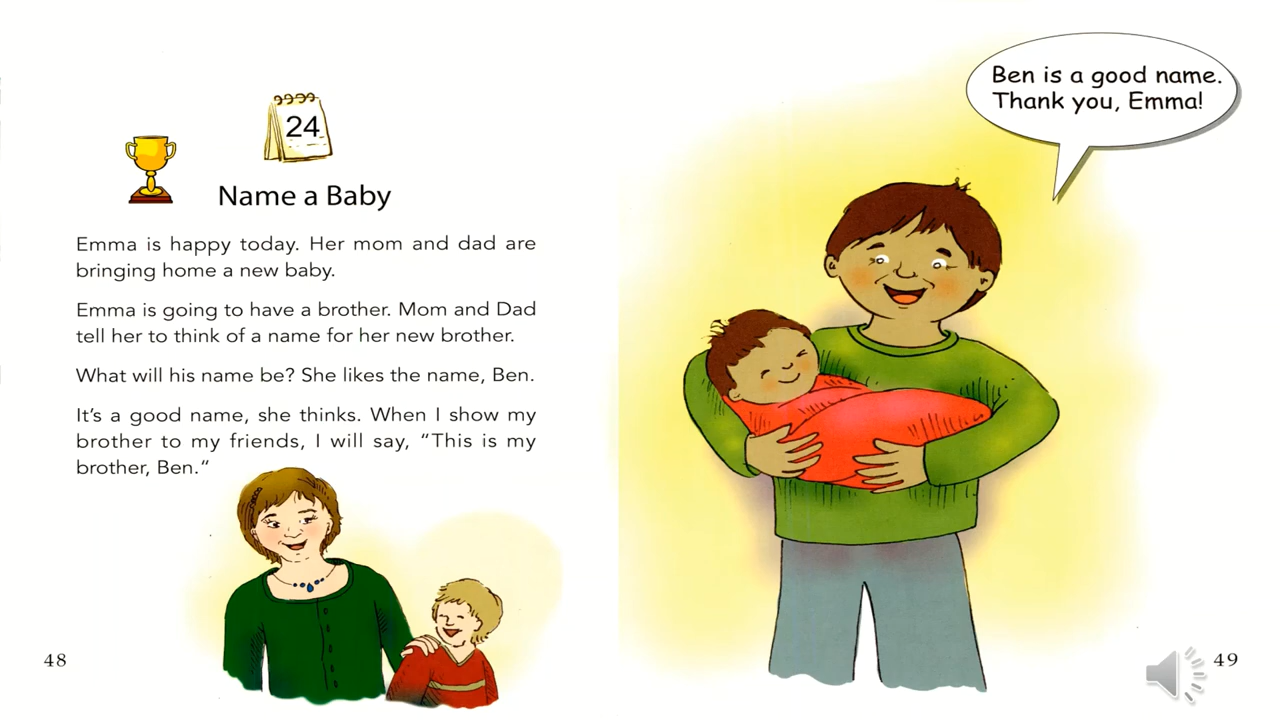 24
Name a Baby
Emma is happy today. Her mom and dad are
bringing home a new baby.
Emma is going to have a brother. Mom and Dad
tell her to think of a name for her new brother.
What will his name be? She likes the name, Ben.
It’s a good name, she thinks. When I show my
brother to my friends, I will say, “This is my
brother, Ben.“
48
Ben is a good name.
Thank you, Emma!
49